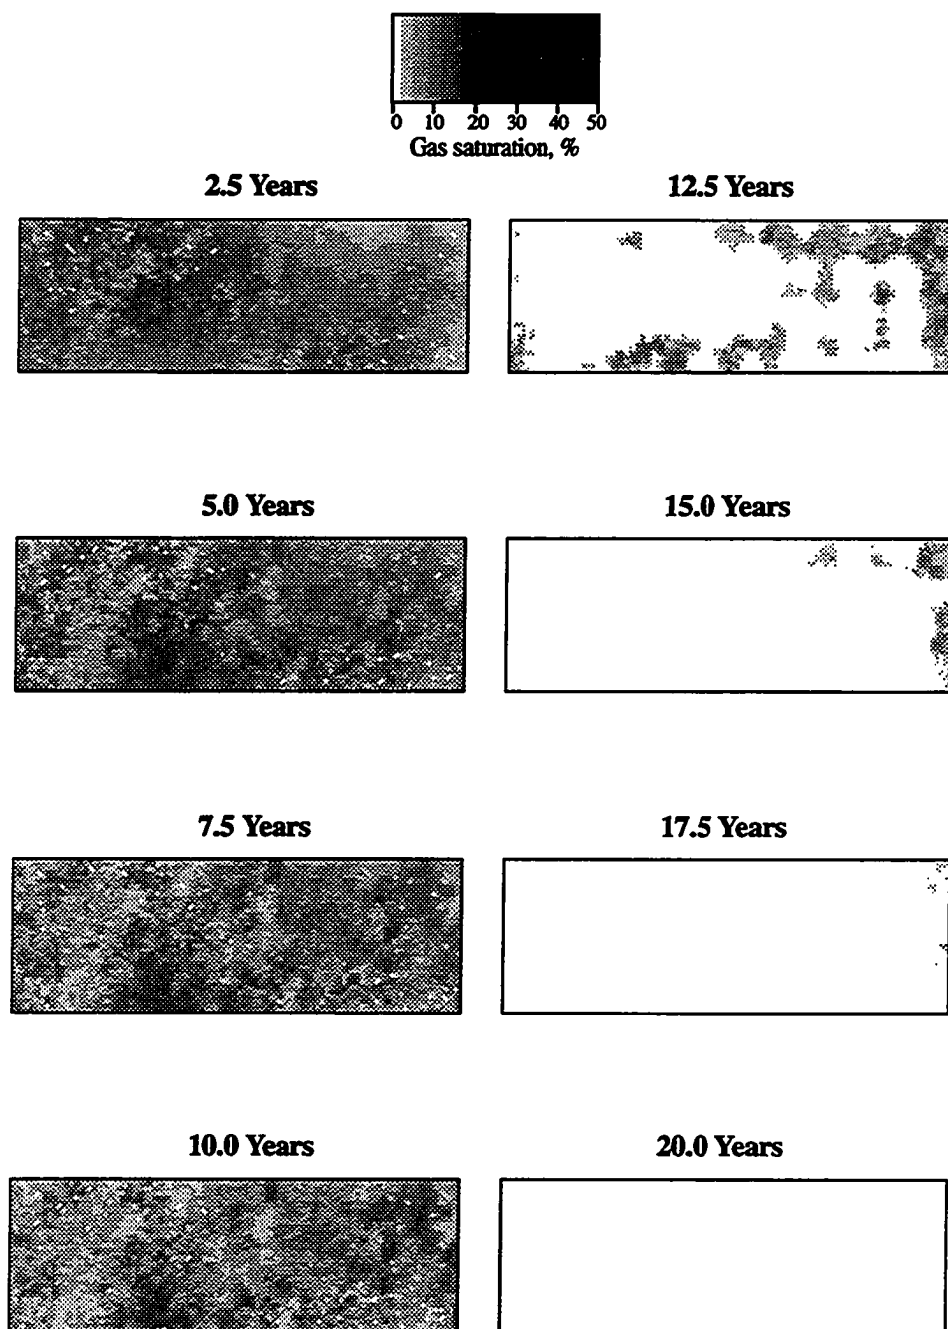 0 10 20 30 40 50
Gas saturation, %
2.5 Years
12.5 Years
5.0 Years
15.0 Years
7.5 Years
17.5 Years
10.0 Years
20.0 Years